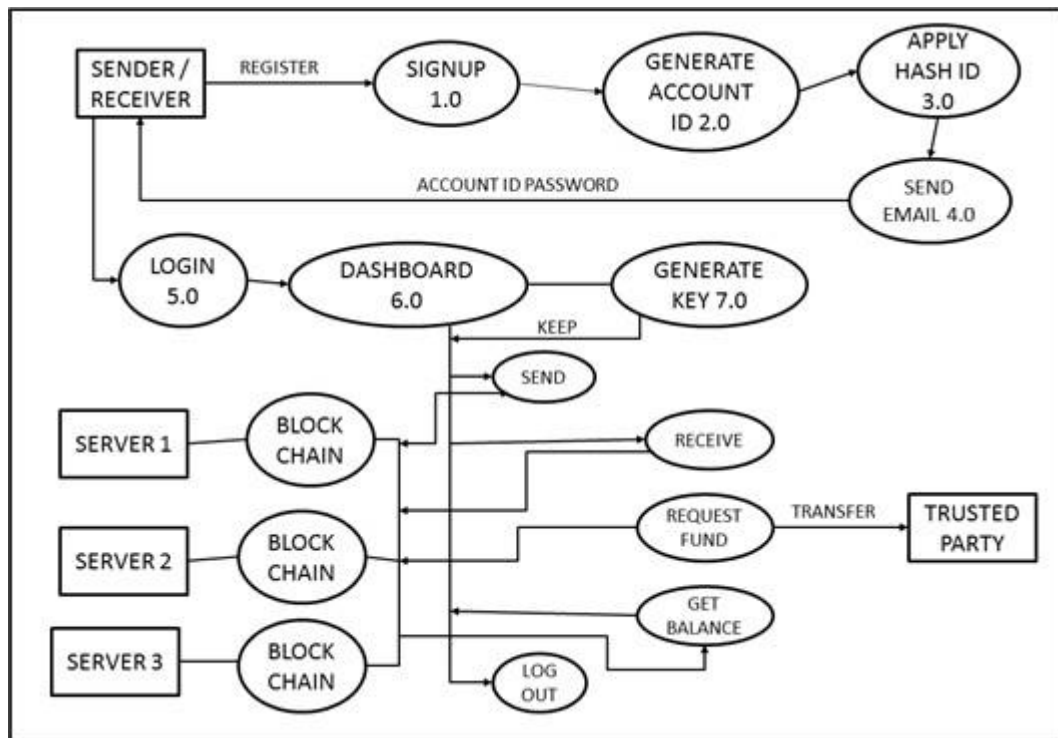 SENDER /
RECEIVER
REGISTER
SIGNUP
1.0
GENERATE
ACCOUNT
ID 2.0
APPLY
HASH ID
3.0
ACCOUNT ID PASSWORD
SEND
EMAIL 4.0
LOGIN
5.0
DASHBOARD
6.0
GENERATE
KEY 7.0
KEEP
SEND
SERVER 1
BLOCK
CHAIN
RECEIVE
SERVER 2
BLOCK
CHAIN
REQUEST
FUND
TRANSFER
TRUSTED
PARTY
GET
BALANCE
SERVER 3
BLOCK
CHAIN
LOG
OUT